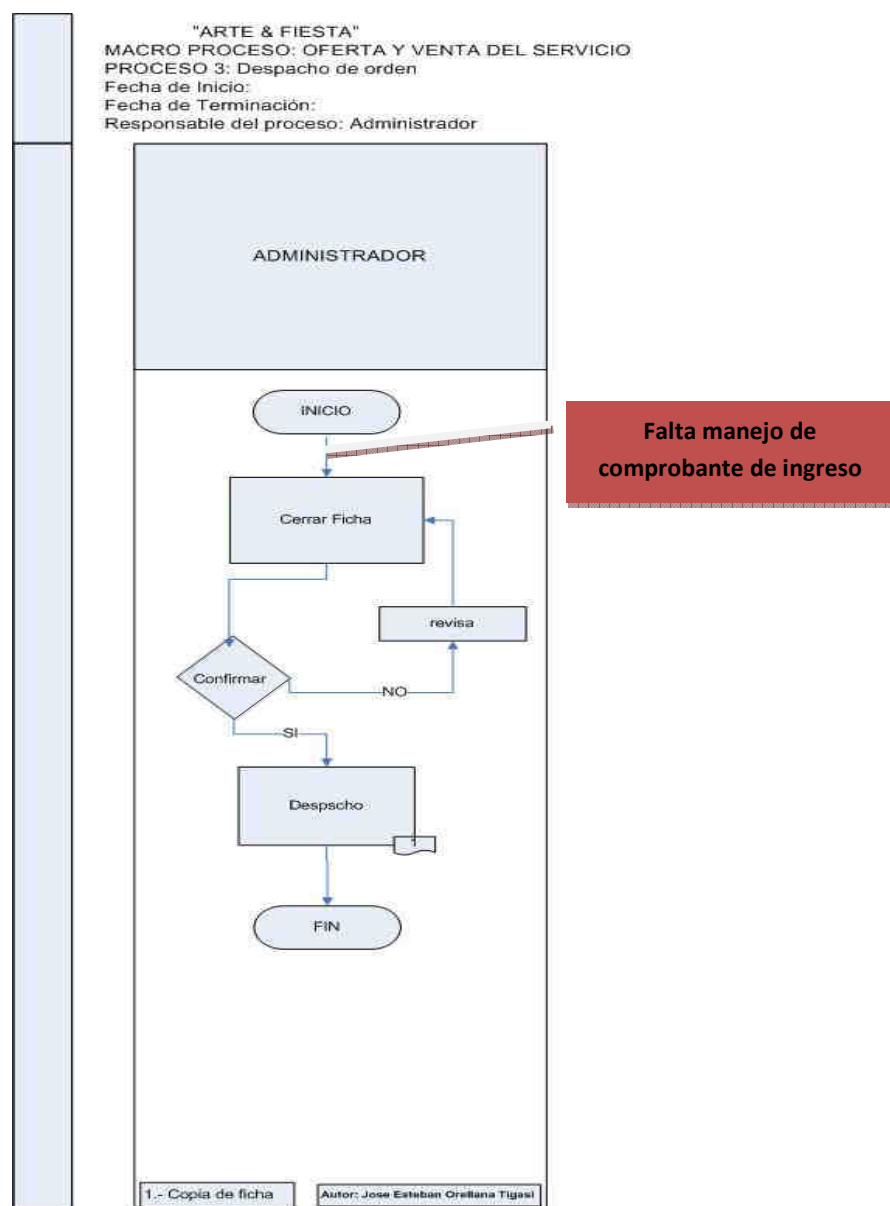 "ARTE & FIESTA"
MACRO PROCESO: OFERTA Y VENTA DEL SERVICIO
PROCESO 3: Despacho de orden
Fecha de Inicio:
Fecha de Terminación:
Responsable del proceso: Administrador
ADMINISTRADOR
INICIO
Falta manejo de
comprobante de ingreso
Cerrar Ficha
revisa
Confirmar
NO
SI
Despscho
1
FIN
1.- Copia de ficha
Autor: Jose Esteban Orellana Tigasi